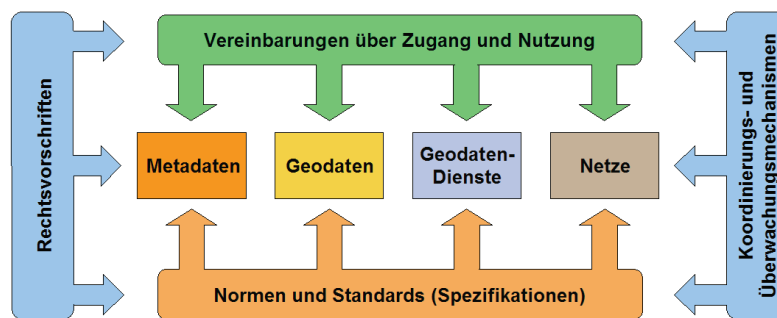 Rechtsvorschriften
Vereinbarungen über Zugang und Nutzung
Metadaten
Geodaten
Geodaten-
Dienste
Netze
Normen und Standards (Spezifikationen)
Koordinierungs- und
Überwachungsmechanismen